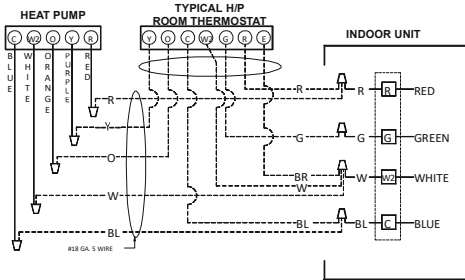 HEAT PUMP
TYPICAL H/P
ROOM THERMOSTAT
INDOOR UNIT
C W2 O Y R
Y O C W2 G R E
BLUE
WHITE
ORANGE
PURPLE
RED
R
R R R RED
Y
G G G GREEN
O
BR
W W2 WHITE
W
W
BL BL C BLUE
BL
#18 GA. 5 WIRE